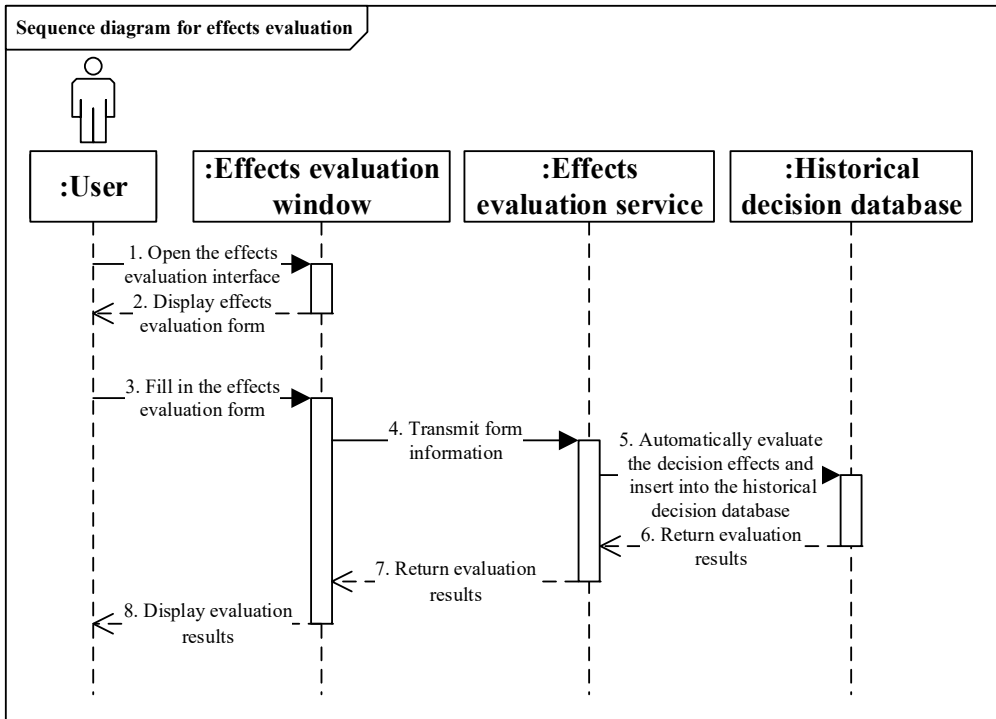 Sequence diagram for effects evaluation
:User
:Effects evaluation
window
:Effects
evaluation service
:Historical
decision database
1. Open the effects
evaluation interface
2. Display effects
evaluation form
3. Fill in the effects
evaluation form
4. Transmit form
information
5. Automatically evaluate
the decision effects and
insert into the historical
decision database
6. Return evaluation
results
7. Return evaluation
results
8. Display evaluation
results